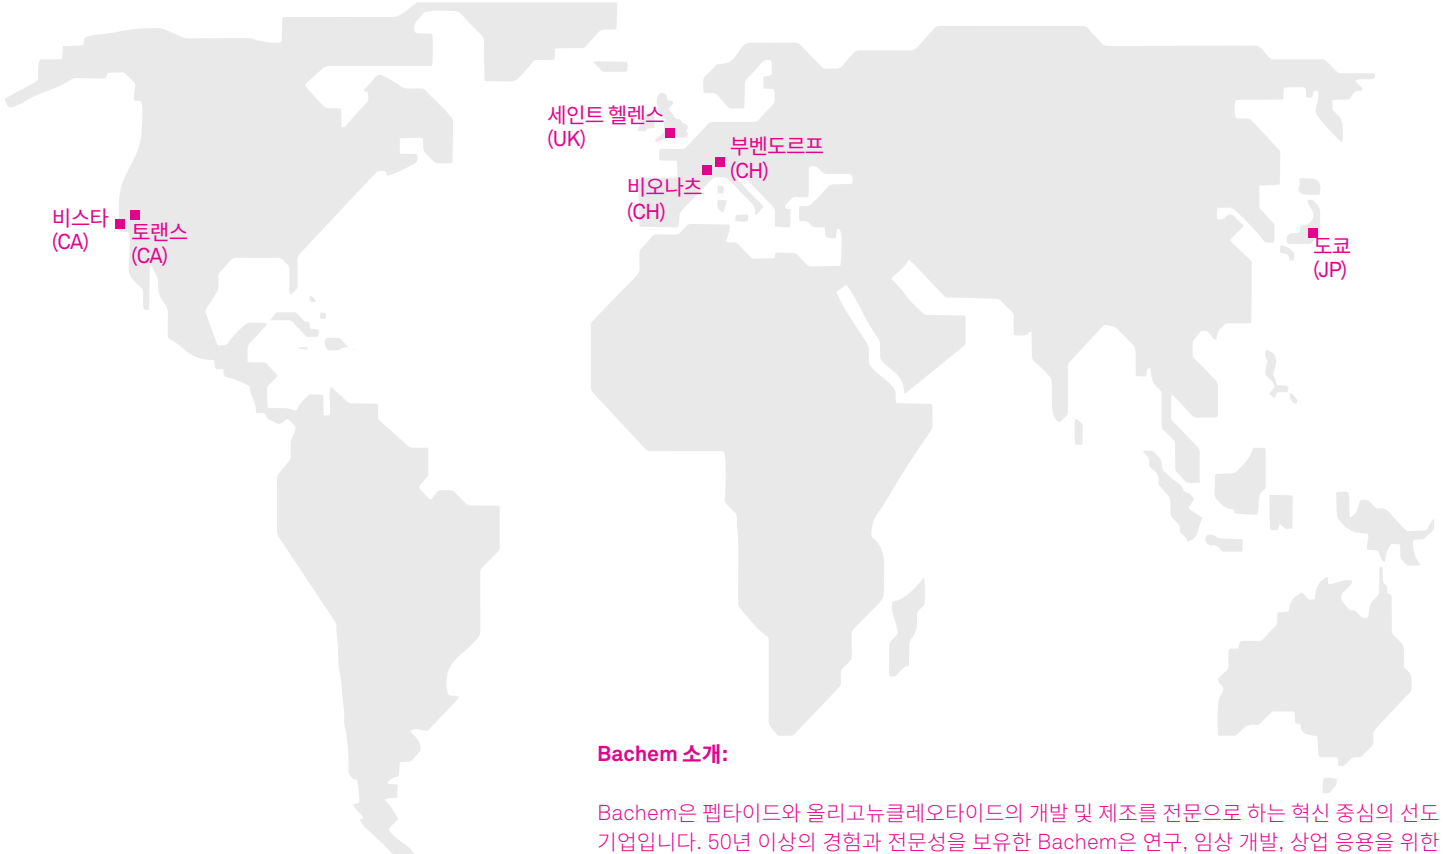 세인트 헬렌스
(UK)
부벤도르프
(CH)
비오나츠
(CH)
비스타
(CA)
토랜스
(CA)
도쿄
(JP)
Bachem 소개:
Bachem은 펩타이드와 올리고뉴클레오타이드의 개발 및 제조를 전문으로 하는 혁신 중심의 선도
기업입니다. 50년 이상의 경험과 전문성을 보유한 Bachem은 연구, 임상 개발, 상업 응용을 위한